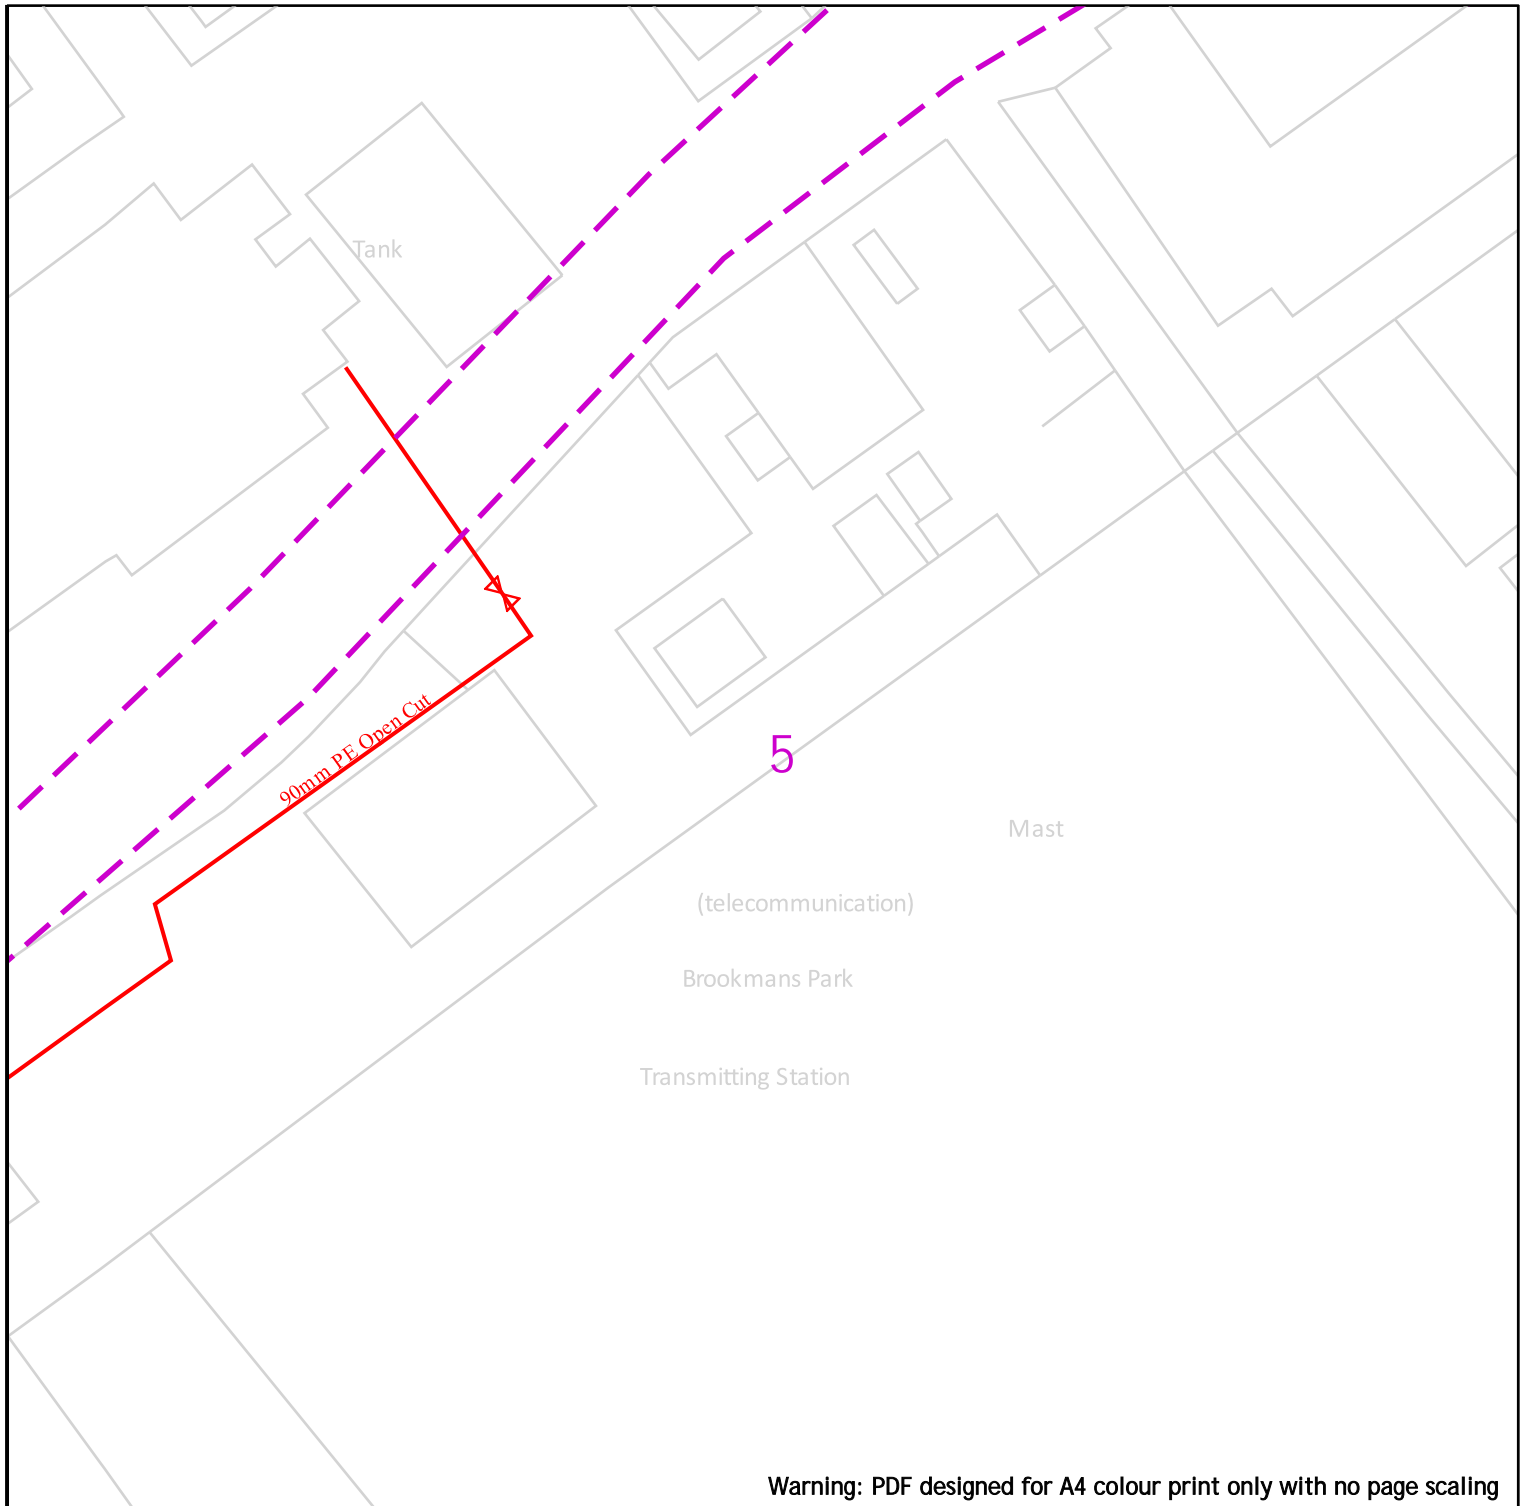 Tank
90mm PE Open Cut
5
Mast
(telecommunication)
Brookmans Park
Transmitting Station
Warning: PDF designed for A4 colour print only with no page scaling